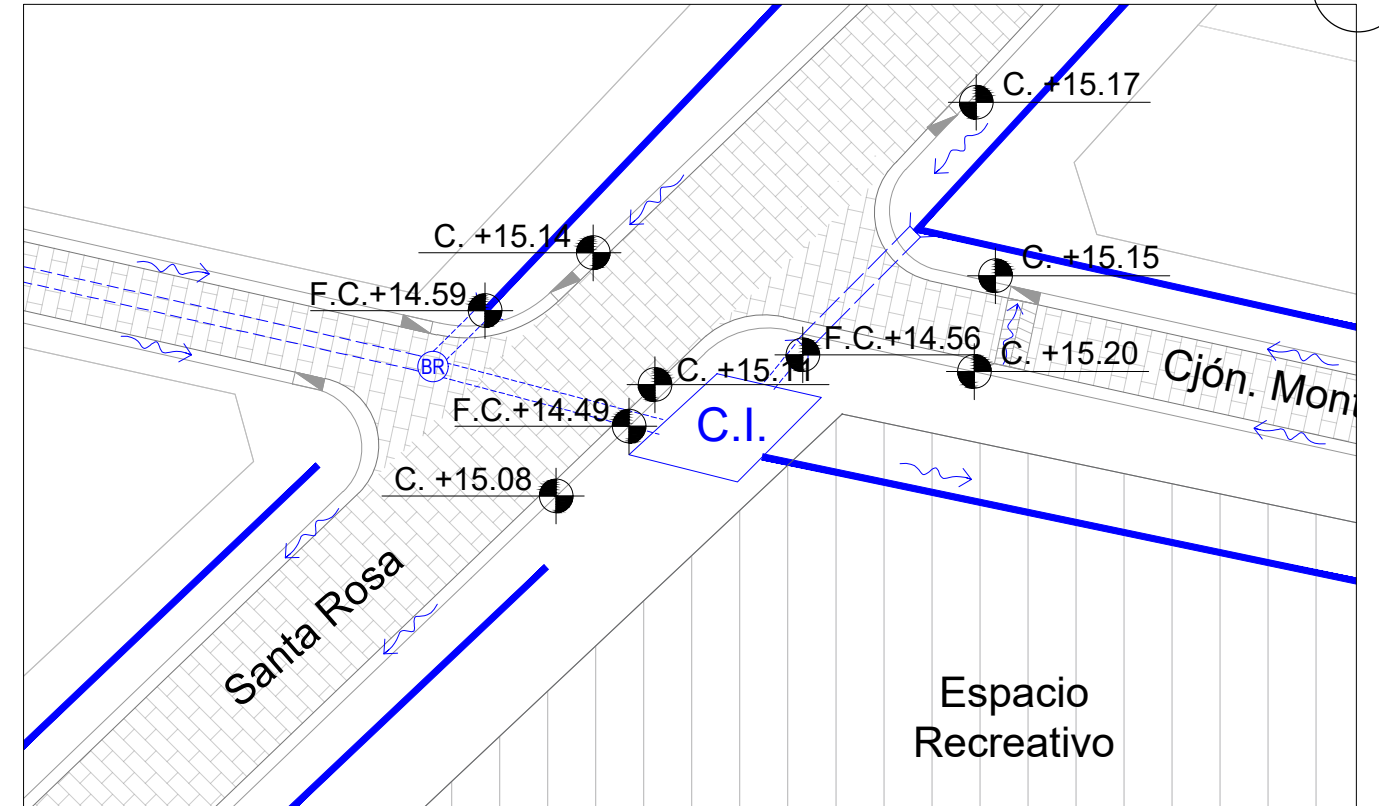 C. +15.17
C. +15.14
C. +15.15
F.C.+14.59
F.C.+14.56
C. +15.20
BR
C. +15.11
Cjón. Mont
F.C.+14.49
C.I.
C. +15.08
Santa Rosa
Espacio
Recreativo